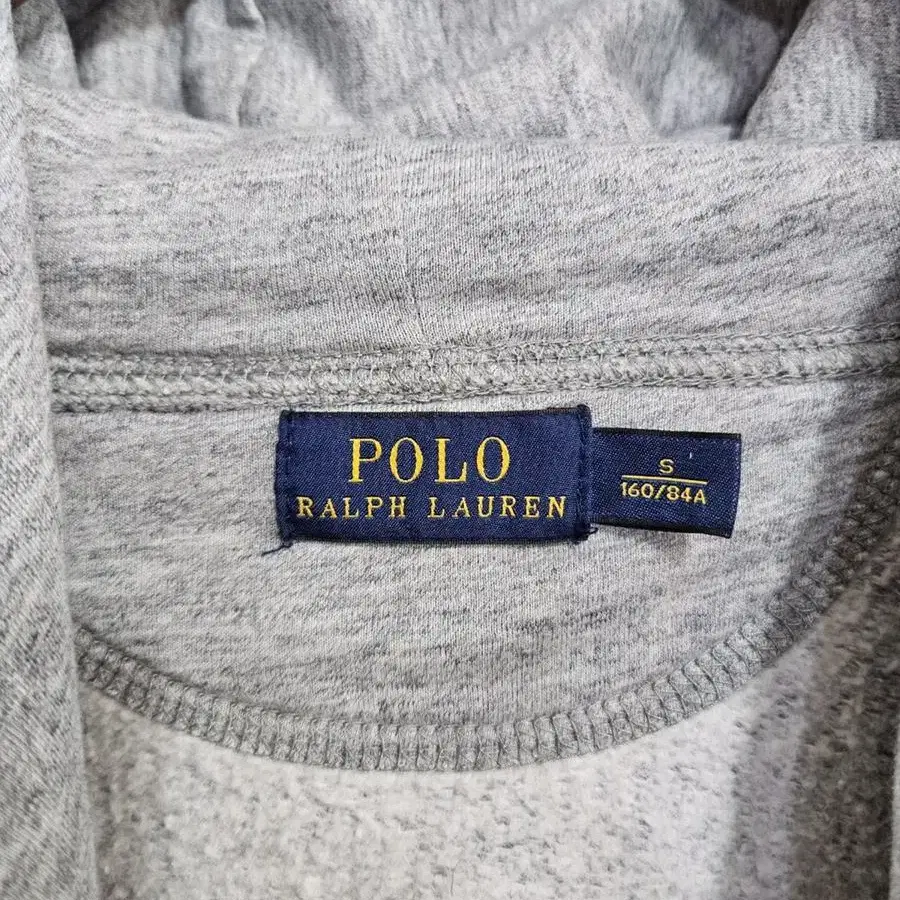 POLO
RALPH LAUREN
S
160/84A